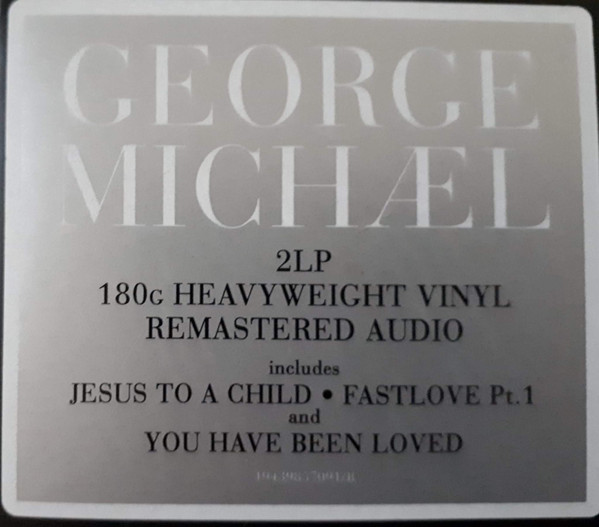 GEORGE
MICHÆL
2LP
180G HEAVYWEIGHT VINYL
REMASTERED AUDIO
includes
JESUS TO A CHILD • FASTLOVE Pt.1
and
YOU HAVE BEEN LOVED